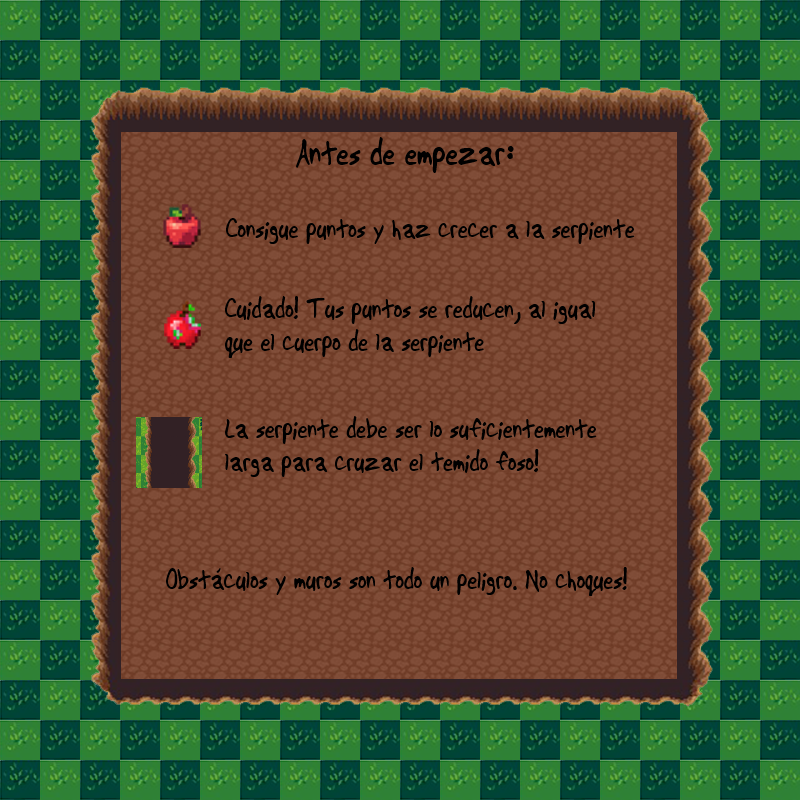 Antes de empezar:
Consigue puntos y haz crecer a la serpiente
Cuidado! Tus puntos se reducen, al igual
que el cuerpo de la serpiente
La serpiente debe ser lo suficientemente
larga para cruzar el temido foso!
Obstáculos y muros son todo un peligro. No choques!